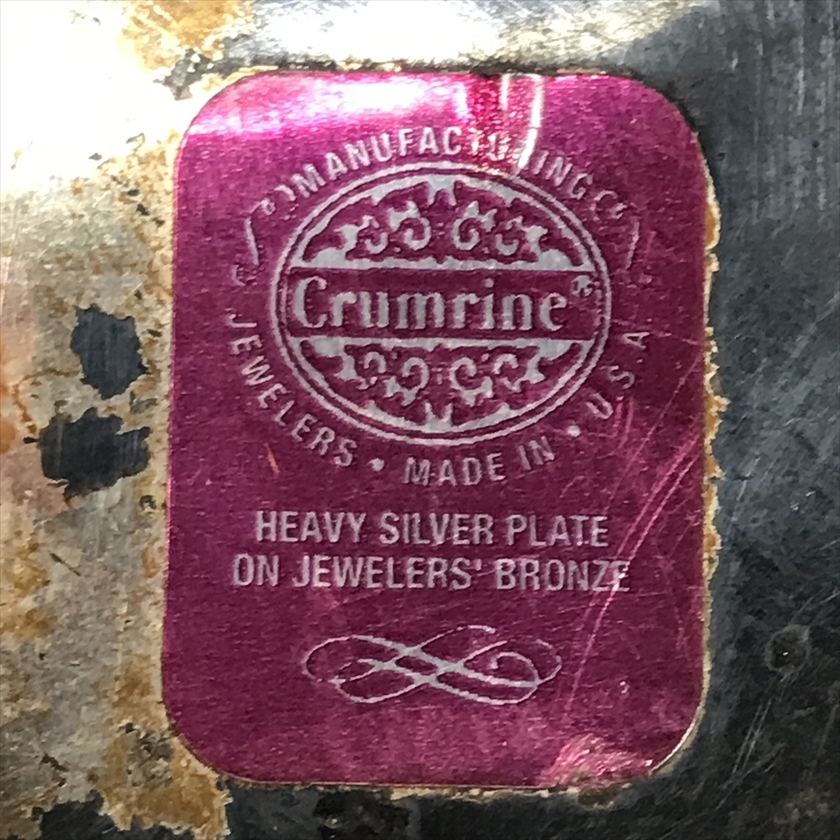 MANUFACTURING
Crumrine®
JEWELERS • MADE IN • U.S.A
HEAVY SILVER PLATE
ON JEWELERS' BRONZE